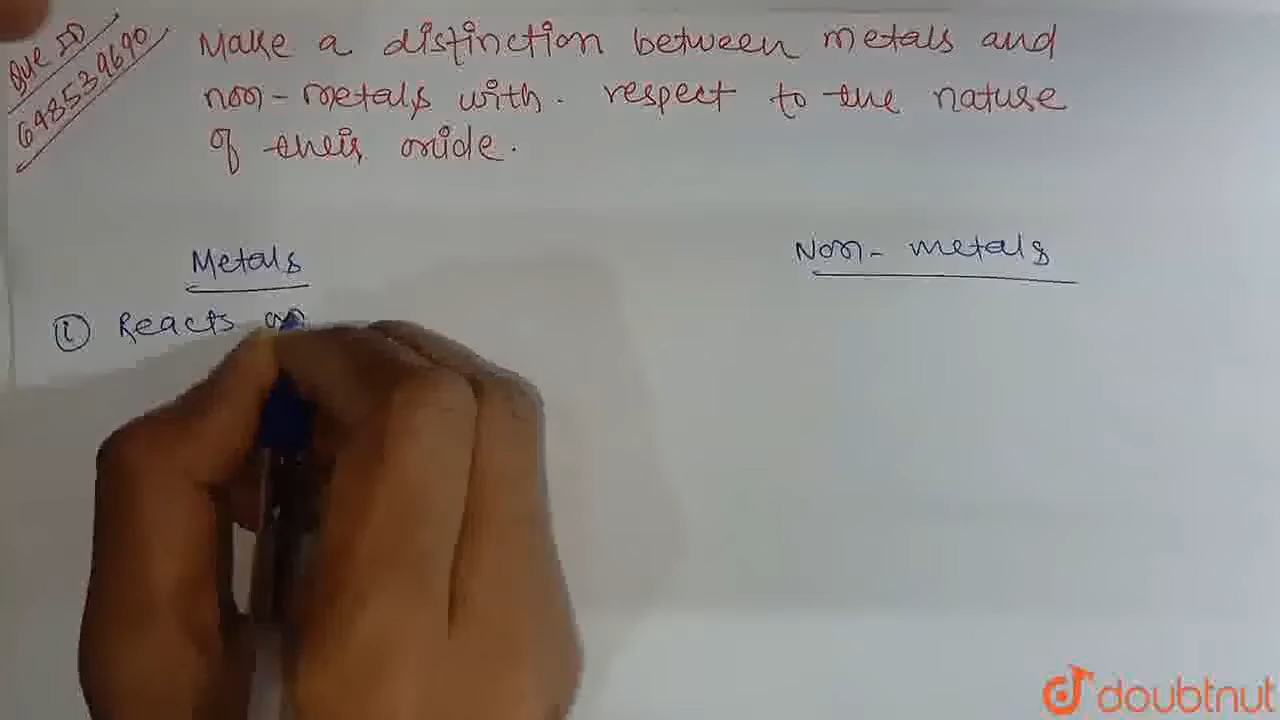 Que ID
648539690
Make a distinction between metals and
non-metals with. respect to the nature
of their oxide.
Metals
Non-metals
(i) Reacts
doubtnut